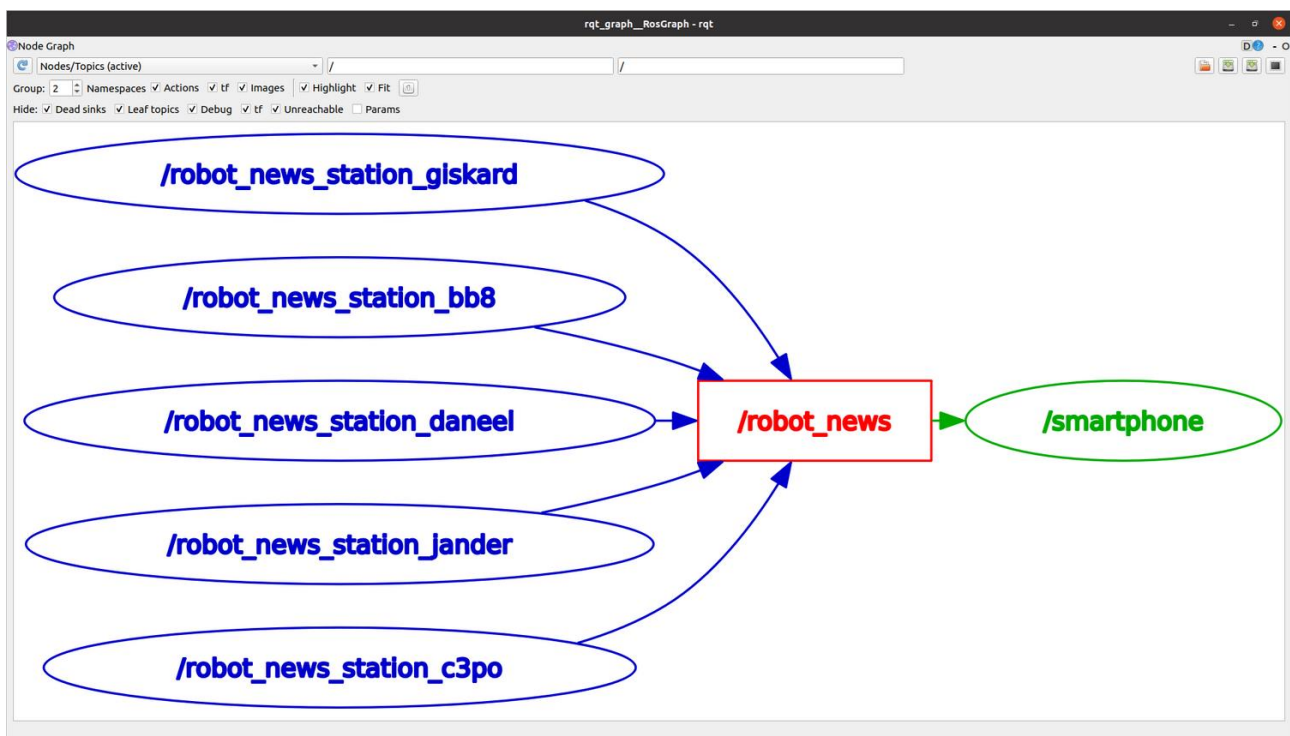 rqt_graph__RosGraph - rqt
Node Graph
D - O
Nodes/Topics (active) / /
Group: 2 Namespaces Actions tf Images Highlight Fit
Hide: Dead sinks Leaf topics Debug tf Unreachable Params
/robot_news_station_giskard
/robot_news_station_bb8
/robot_news_station_daneel
/robot_news
/smartphone
/robot_news_station_jander
/robot_news_station_c3po